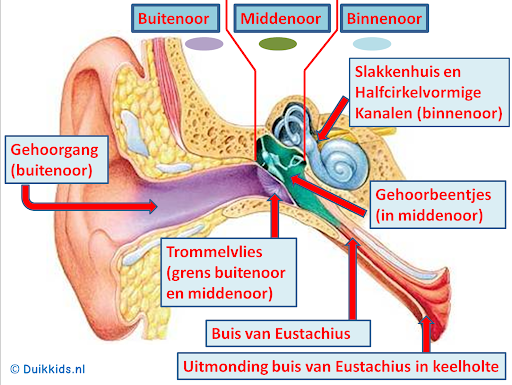 Buitenoor
Middenoor
Binnenoor
Slakkenhuis en
Halfcirkelvormige
Kanalen (binnenoor)
Gehoorgang
(buitenoor)
Gehoorbeentjes
(in middenoor)
Trommelvlies
(grens buitenoor
en middenoor)
Buis van Eustachius
Uitmonding buis van Eustachius in keelholte
© Duikkids.nl